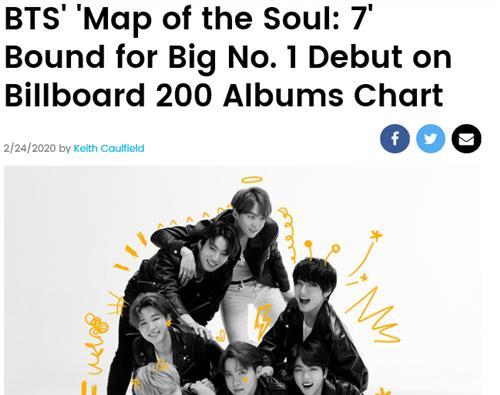 BTS' 'Map of the Soul: 7'
Bound for Big No. 1 Debut on
Billboard 200 Albums Chart
2/24/2020 by Keith Caulfield